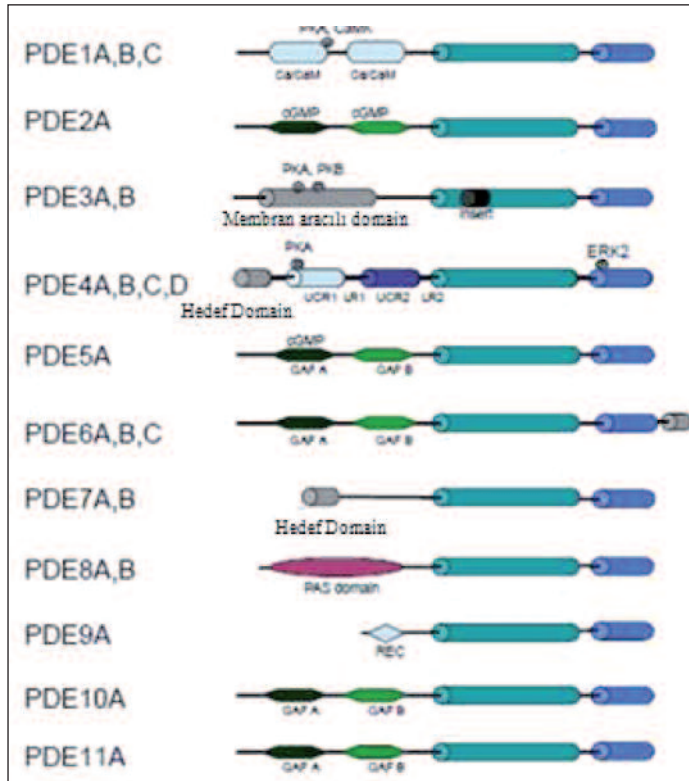 PKA, CaMK
PDE1A,B,C
Ca/CaM Ca/CaM
cGMP cGMP
PDE2A
PKA, PKB
PDE3A,B
Membran aracılı domain insert
PKA ERK2
PDE4A,B,C,D
UCR1 LR1 UCR2 LR2
Hedef Domain
cGMP
PDE5A
GAF A GAF B
PDE6A,B,C
GAF A GAF B
PDE7A,B
Hedef Domain
PDE8A,B
PAS domain
PDE9A
REC
PDE10A
GAF A GAF B
PDE11A
GAF A GAF B